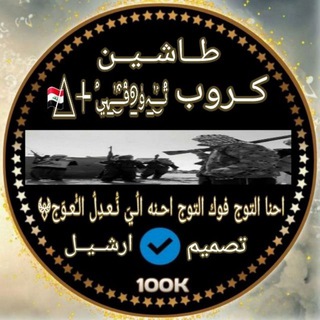 طاشين
كروب
احنا التوج فوك التوج احنه الي نعدل العوج
تصميم ارشيل
100K